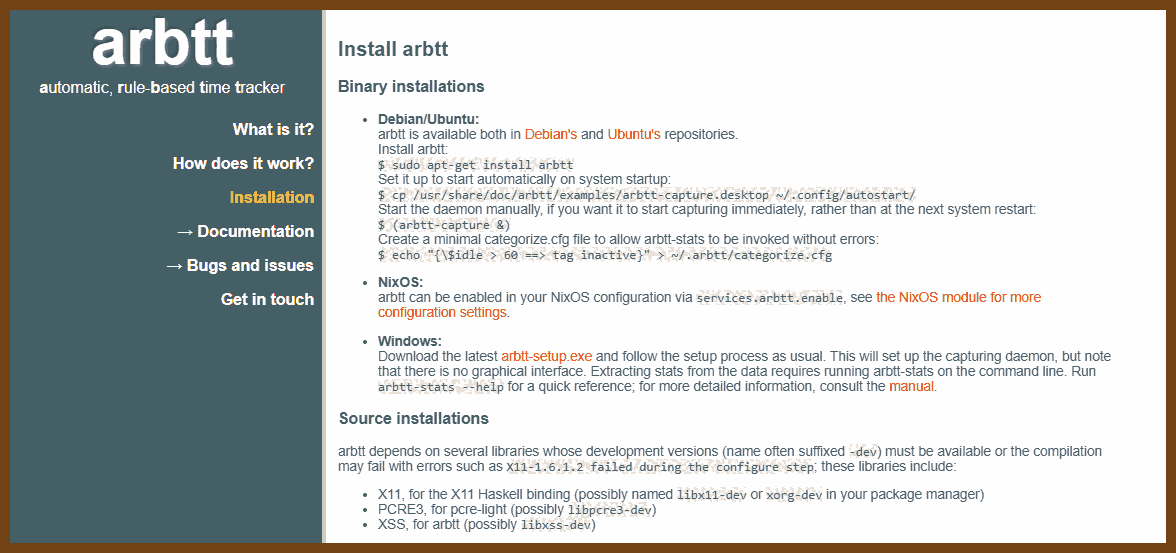 arbtt
automatic, rule-based time tracker
What is it?
How does it work?
Installation
→ Documentation
→ Bugs and issues
Get in touch
Install arbtt
Binary installations
• Debian/Ubuntu:
arbtt is available both in Debian's and Ubuntu's repositories.
Install arbtt:
$ sudo apt-get install arbtt
Set it up to start automatically on system startup:
$ cp /usr/share/doc/arbtt/examples/arbtt-capture.desktop ~/.config/autostart/
Start the daemon manually, if you want it to start capturing immediately, rather than at the next system restart:
$ (arbtt-capture &)
Create a minimal categorize.cfg file to allow arbtt-stats to be invoked without errors:
$ echo "{\$idle > 60 ==> tag inactive}" > ~/.arbtt/categorize.cfg
• NixOS:
arbtt can be enabled in your NixOS configuration via services.arbtt.enable, see the NixOS module for more
configuration settings.
• Windows:
Download the latest arbtt-setup.exe and follow the setup process as usual. This will set up the capturing daemon, but note
that there is no graphical interface. Extracting stats from the data requires running arbtt-stats on the command line. Run
arbtt-stats --help for a quick reference; for more detailed information, consult the manual.
Source installations
arbtt depends on several libraries whose development versions (name often suffixed -dev) must be available or the compilation
may fail with errors such as X11-1.6.1.2 failed during the configure step; these libraries include:
• X11, for the X11 Haskell binding (possibly named libx11-dev or xorg-dev in your package manager)
• PCRE3, for pcre-light (possibly libpcre3-dev)
• XSS, for arbtt (possibly libxss-dev)